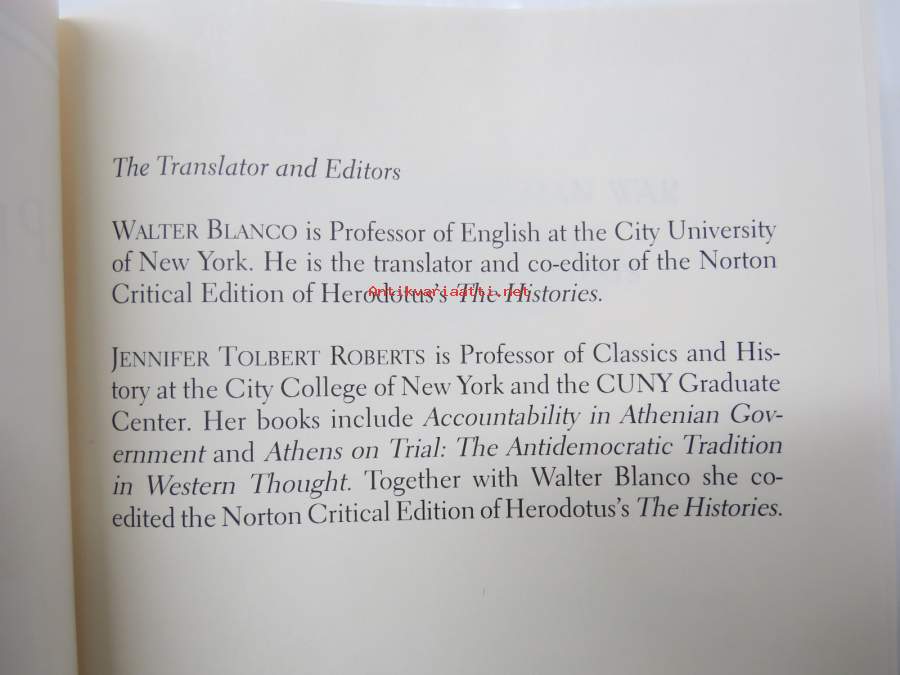 The Translator and Editors
WALTER BLANCO is Professor of English at the City University
of New York. He is the translator and co-editor of the Norton
Critical Edition of Herodotus's The Histories.
Antikvariaatti.net
JENNIFER TOLBERT ROBERTS is Professor of Classics and His-
tory at the City College of New York and the CUNY Graduate
Center. Her books include Accountability in Athenian Gov-
ernment and Athens on Trial: The Antidemocratic Tradition
in Western Thought. Together with Walter Blanco she co-
edited the Norton Critical Edition of Herodotus's The Histories.